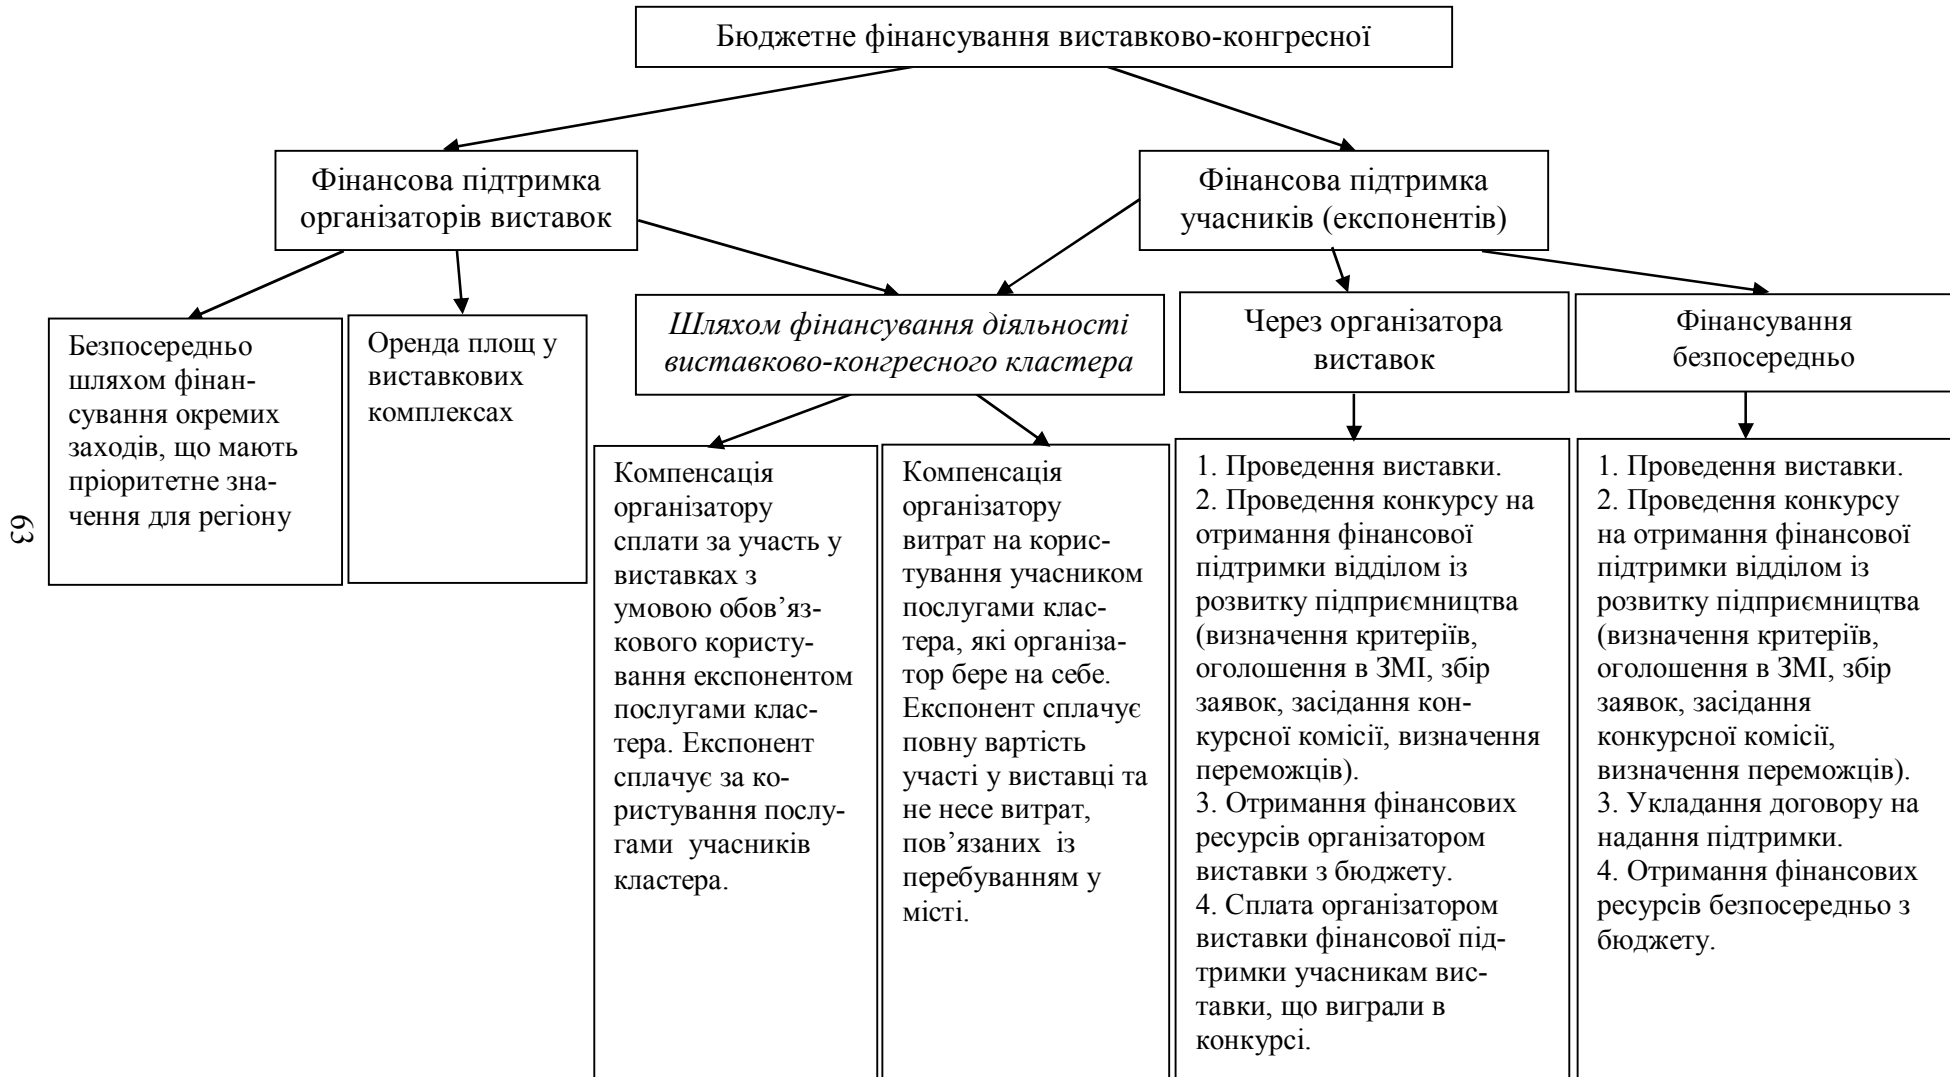 Бюджетне фінансування виставково-конгресної
Фінансова підтримка
організаторів виставок
Фінансова підтримка
учасників (експонентів)
Безпосередньо
шляхом фінан-
сування окремих
заходів, що мають
пріоритетне зна-
чення для регіону
Оренда площ у
виставкових
комплексах
Шляхом фінансування діяльності
виставково-конгресного кластера
Через організатора
виставок
Фінансування
безпосередньо
Компенсація
організатору
сплати за участь у
виставках з
умовою обов’яз-
кового користу-
вання експонентом
послугами клас-
тера. Експонент
сплачує за ко-
ристування послу-
гами учасників
кластера.
Компенсація
організатору
витрат на корис-
тування учасником
послугами клас-
тера, які організа-
тор бере на себе.
Експонент сплачує
повну вартість
участі у виставці та
не несе витрат,
пов’язаних із
перебуванням у
місті.
1. Проведення виставки.
2. Проведення конкурсу на
отримання фінансової
підтримки відділом із
розвитку підприємництва
(визначення критеріїв,
оголошення в ЗМІ, збір
заявок, засідання кон-
курсної комісії, визначення
переможців).
3. Отримання фінансових
ресурсів організатором
виставки з бюджету.
4. Сплата організатором
виставки фінансової під-
тримки учасникам вис-
тавки, що виграли в
конкурсі.
1. Проведення виставки.
2. Проведення конкурсу
на отримання фінансової
підтримки відділом із
розвитку підприємництва
(визначення критеріїв,
оголошення в ЗМІ, збір
заявок, засідання
конкурсної комісії,
визначення переможців).
3. Укладання договору на
надання підтримки.
4. Отримання фінансових
ресурсів безпосередньо з
бюджету.
63